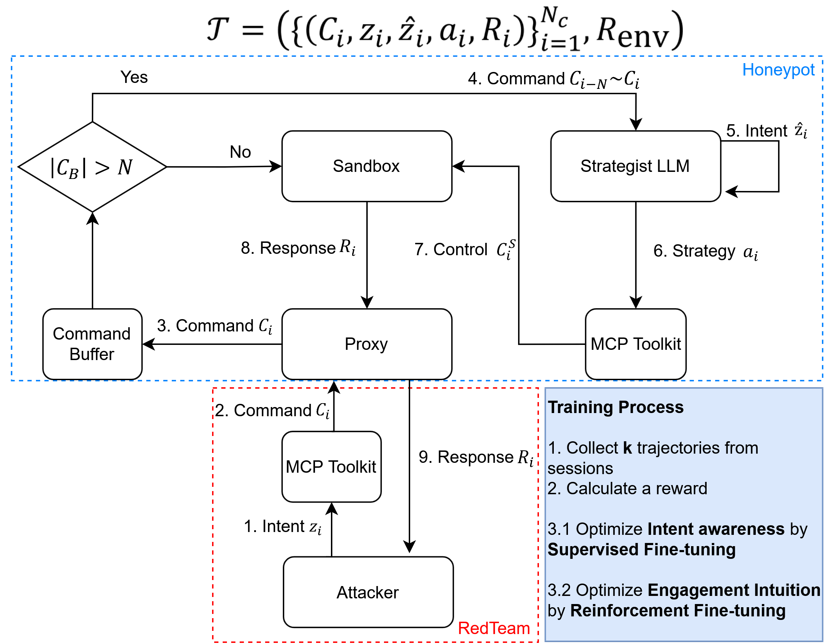 𝒯 = ({(C_i, z_i, ẑ_i, a_i, R_i)}_{i=1}^{N_c}, R_env)
Honeypot
Yes
4. Command C_{i−N}~C_i
5. Intent ẑ_i
|C_B| > N
No
Sandbox
Strategist LLM
8. Response R_i
7. Control C_i^S
6. Strategy a_i
Command
Buffer
3. Command C_i
Proxy
MCP Toolkit
2. Command C_i
MCP Toolkit
9. Response R_i
1. Intent z_i
Attacker
RedTeam
Training Process
1. Collect k trajectories from
sessions
2. Calculate a reward
3.1 Optimize Intent awareness by
Supervised Fine-tuning
3.2 Optimize Engagement Intuition
by Reinforcement Fine-tuning